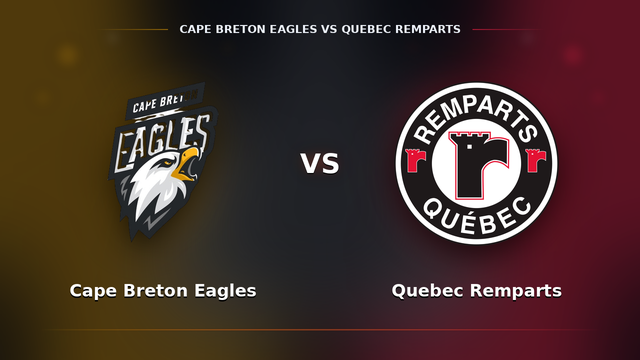 CAPE BRETON EAGLES VS QUEBEC REMPARTS
CAPE BRET
EAGLES
VS
REMPARTS
QUÉBEC
Cape Breton Eagles
Quebec Remparts